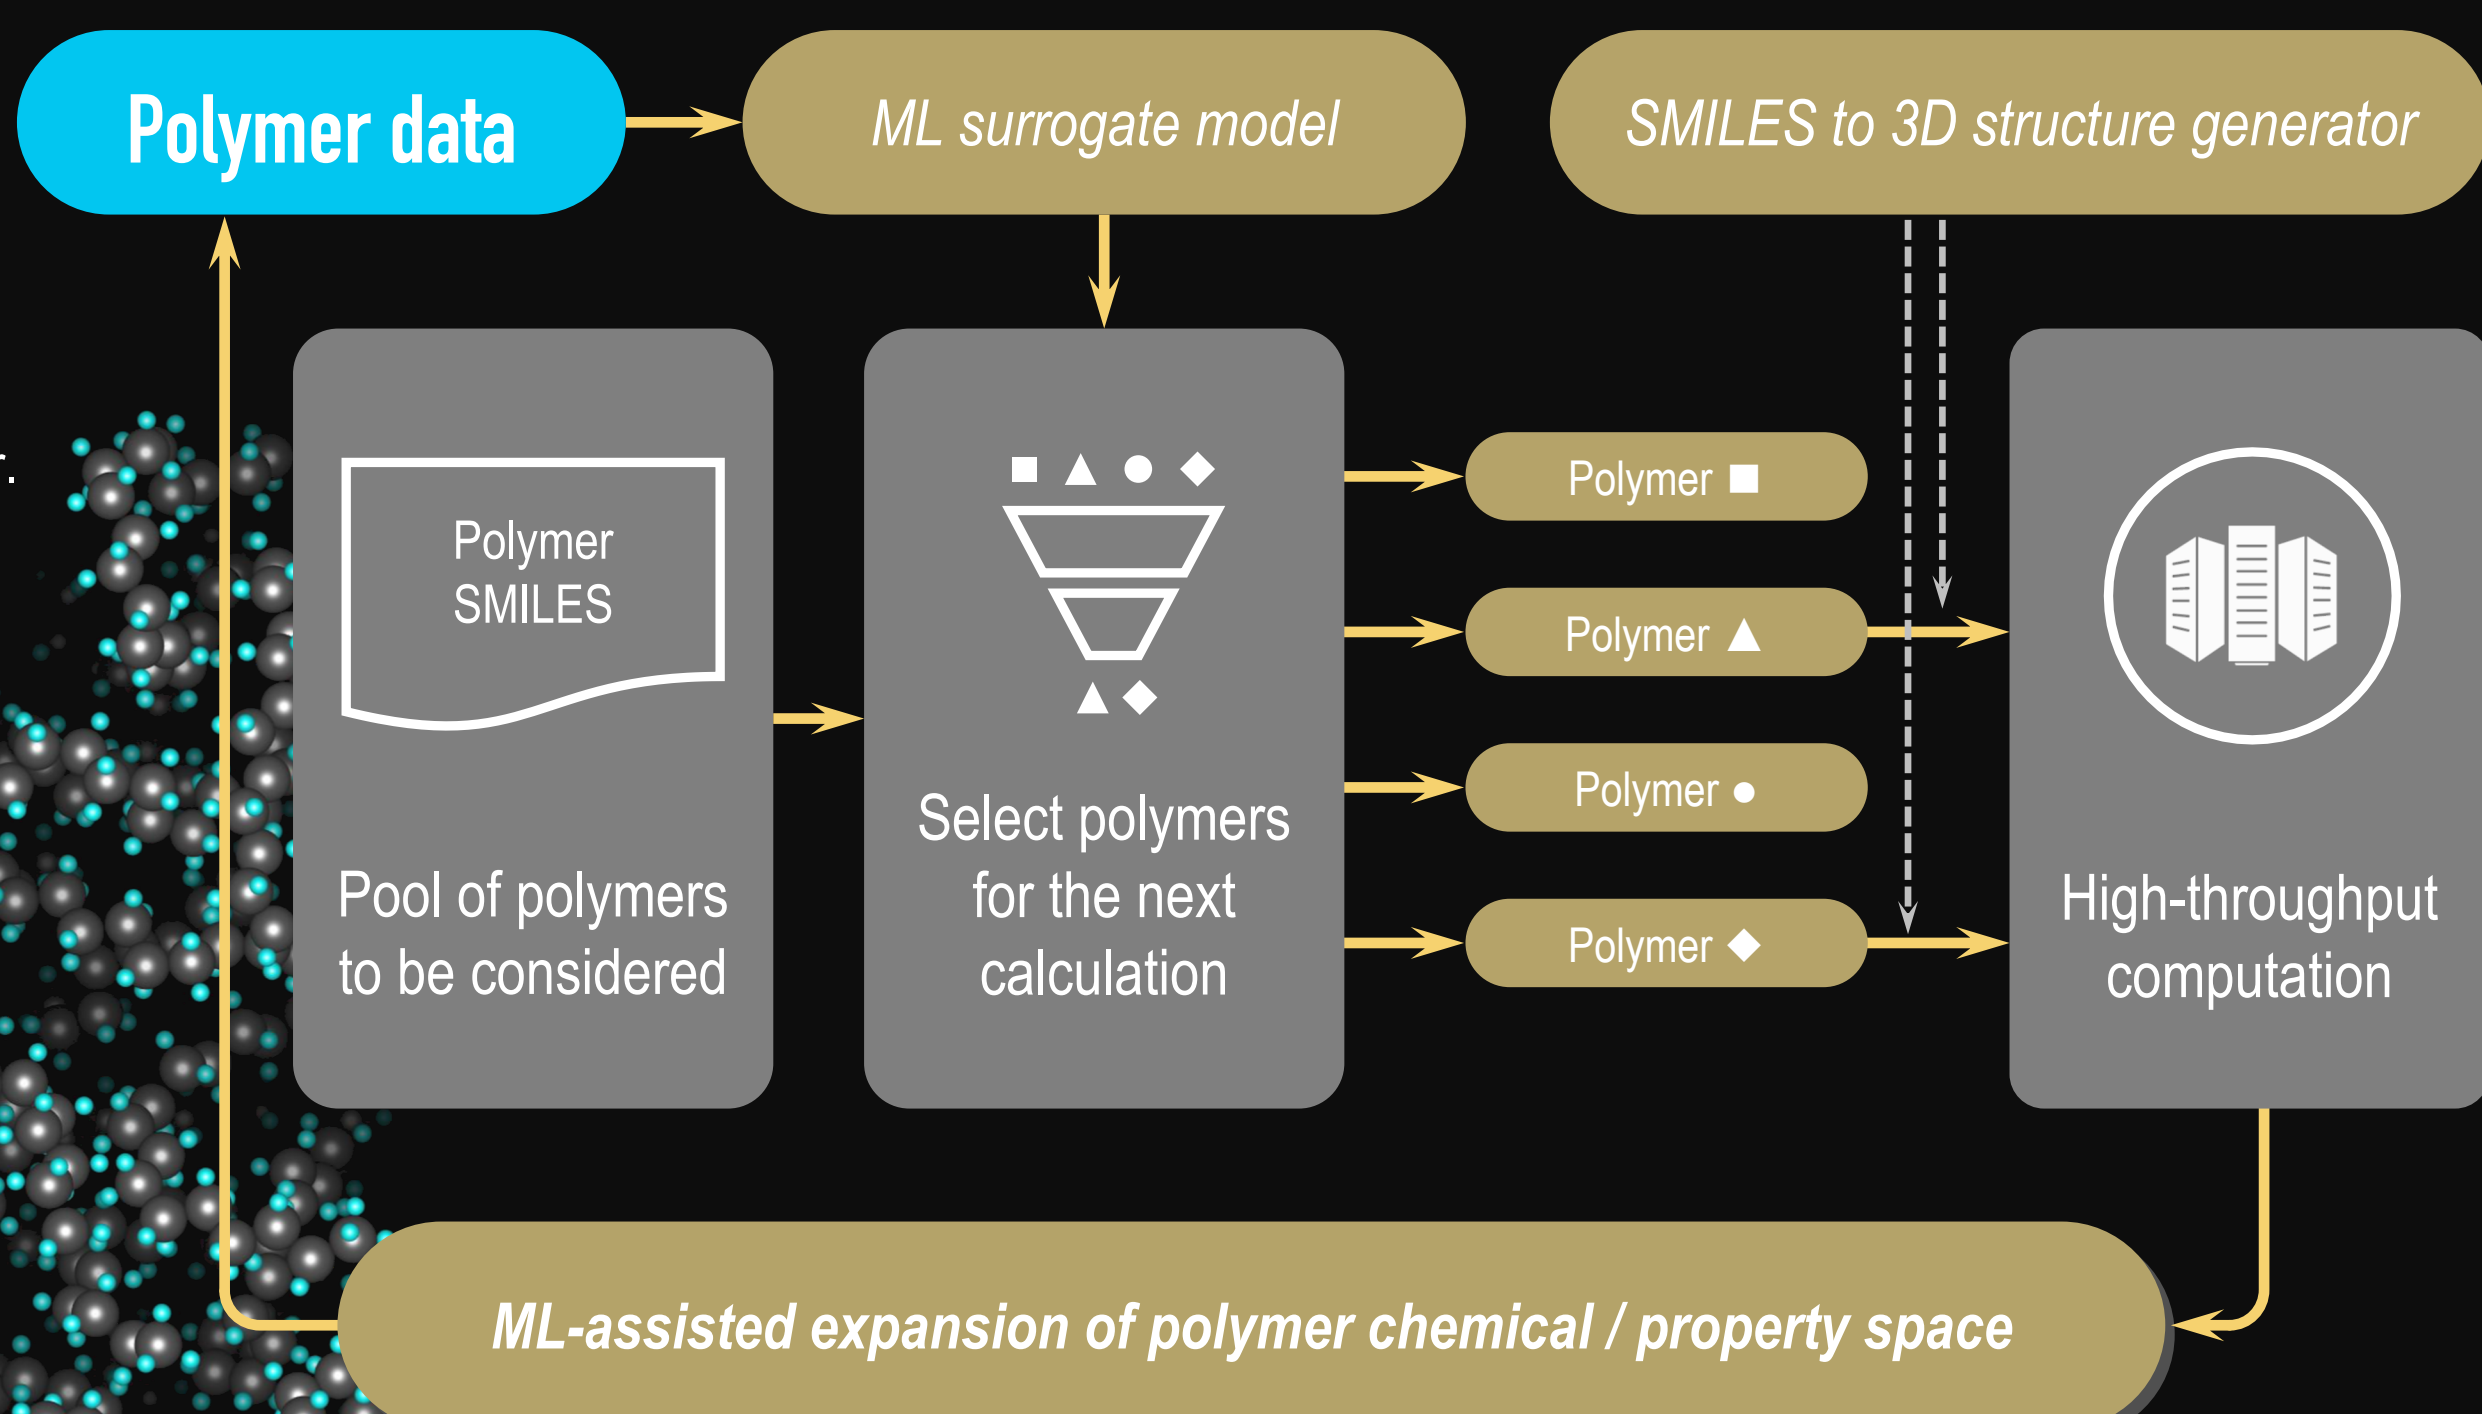 Polymer data
ML surrogate model
SMILES to 3D structure generator
Polymer
SMILES
Pool of polymers
to be considered
Select polymers
for the next
calculation
Polymer ■
Polymer ▲
Polymer ●
Polymer ◆
High-throughput
computation
ML-assisted expansion of polymer chemical / property space